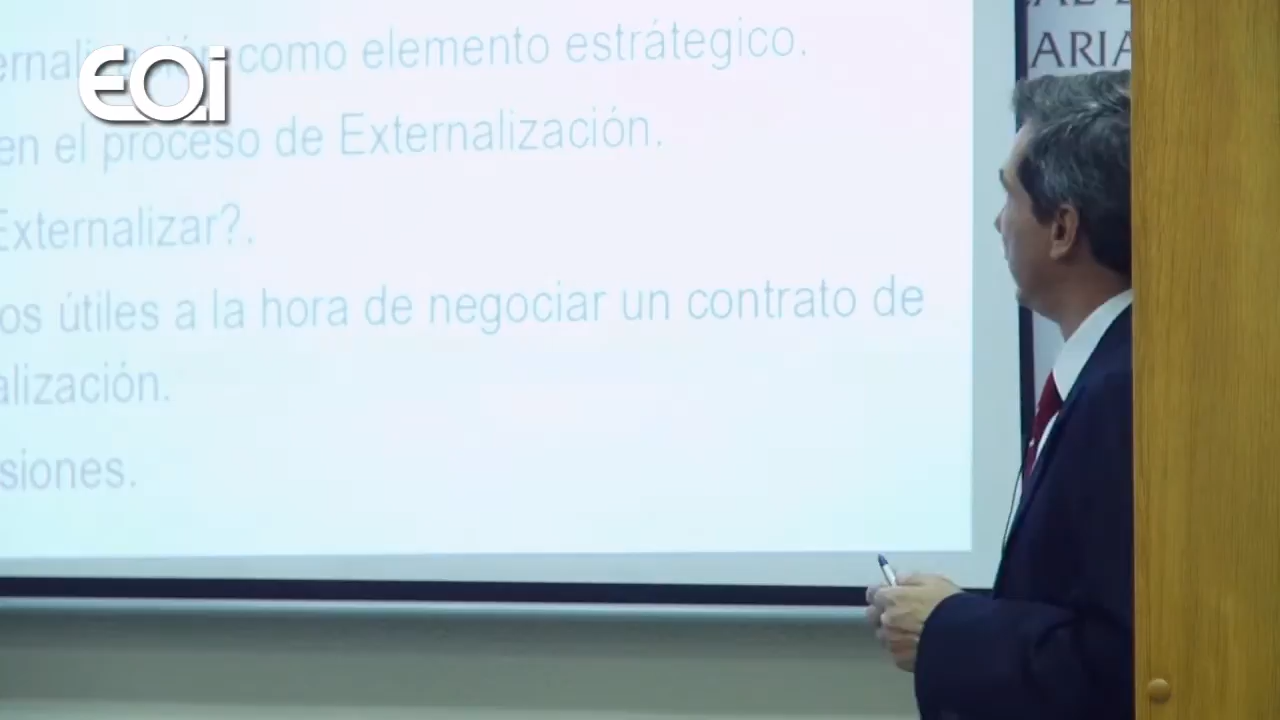 como elemento estrátegico.
EOi
en el proceso de Externalización.
Externalizar?.
os útiles a la hora de negociar un contrato de
alización.
siones.
ARIA